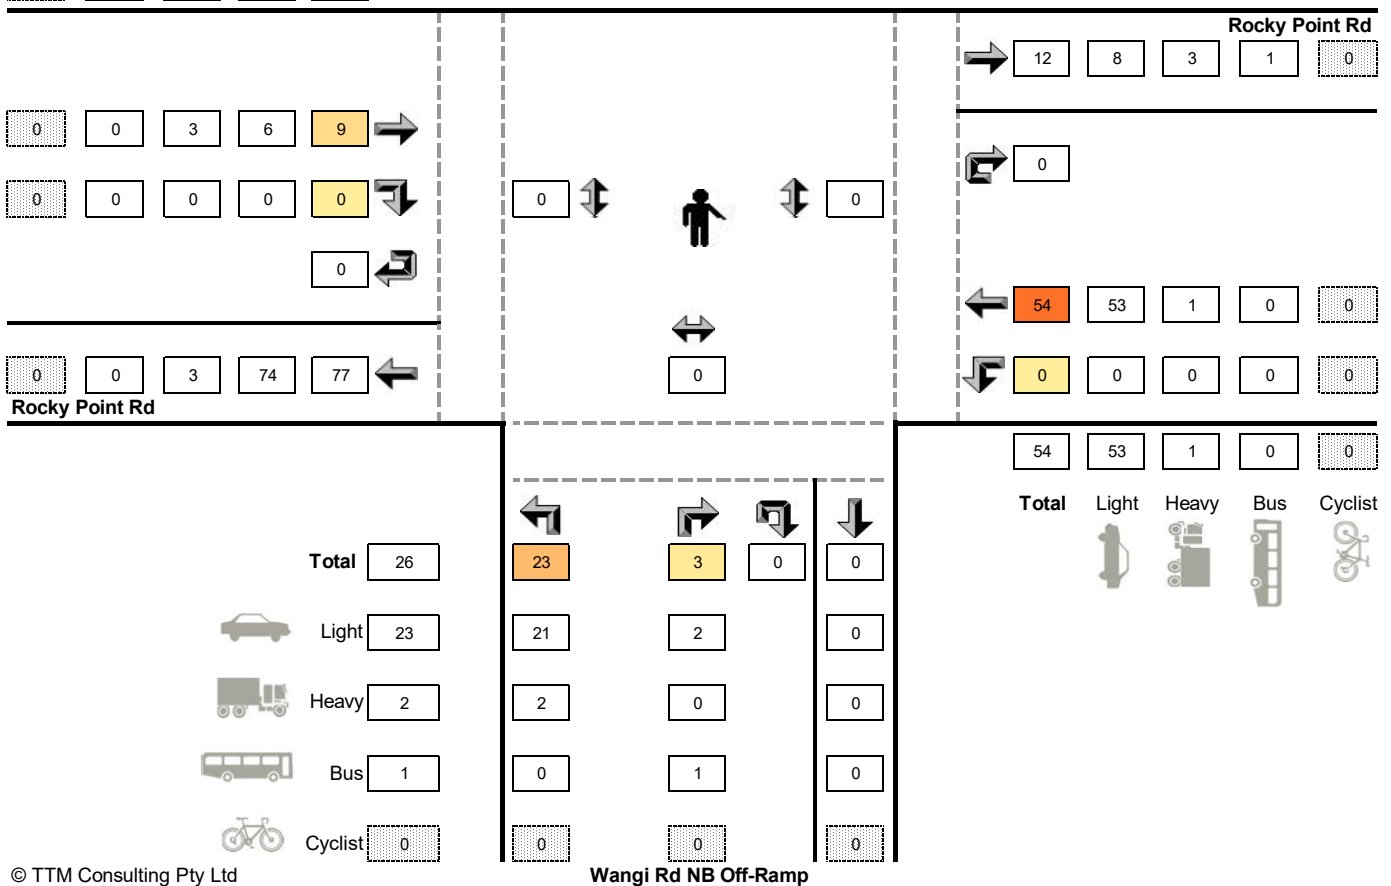 Rocky Point Rd
12 8 3 1 0
0 0 3 6 9
0
0 0 0 0 0
0 0
0
54 53 1 0 0
0 0 3 74 77
0
0 0 0 0 0
Rocky Point Rd
54 53 1 0 0
Total Light Heavy Bus Cyclist
Total 26 23 3 0 0
Light 23 21 2 0
Heavy 2 2 0 0
Bus 1 0 1 0
Cyclist 0 0 0 0
© TTM Consulting Pty Ltd
Wangi Rd NB Off-Ramp